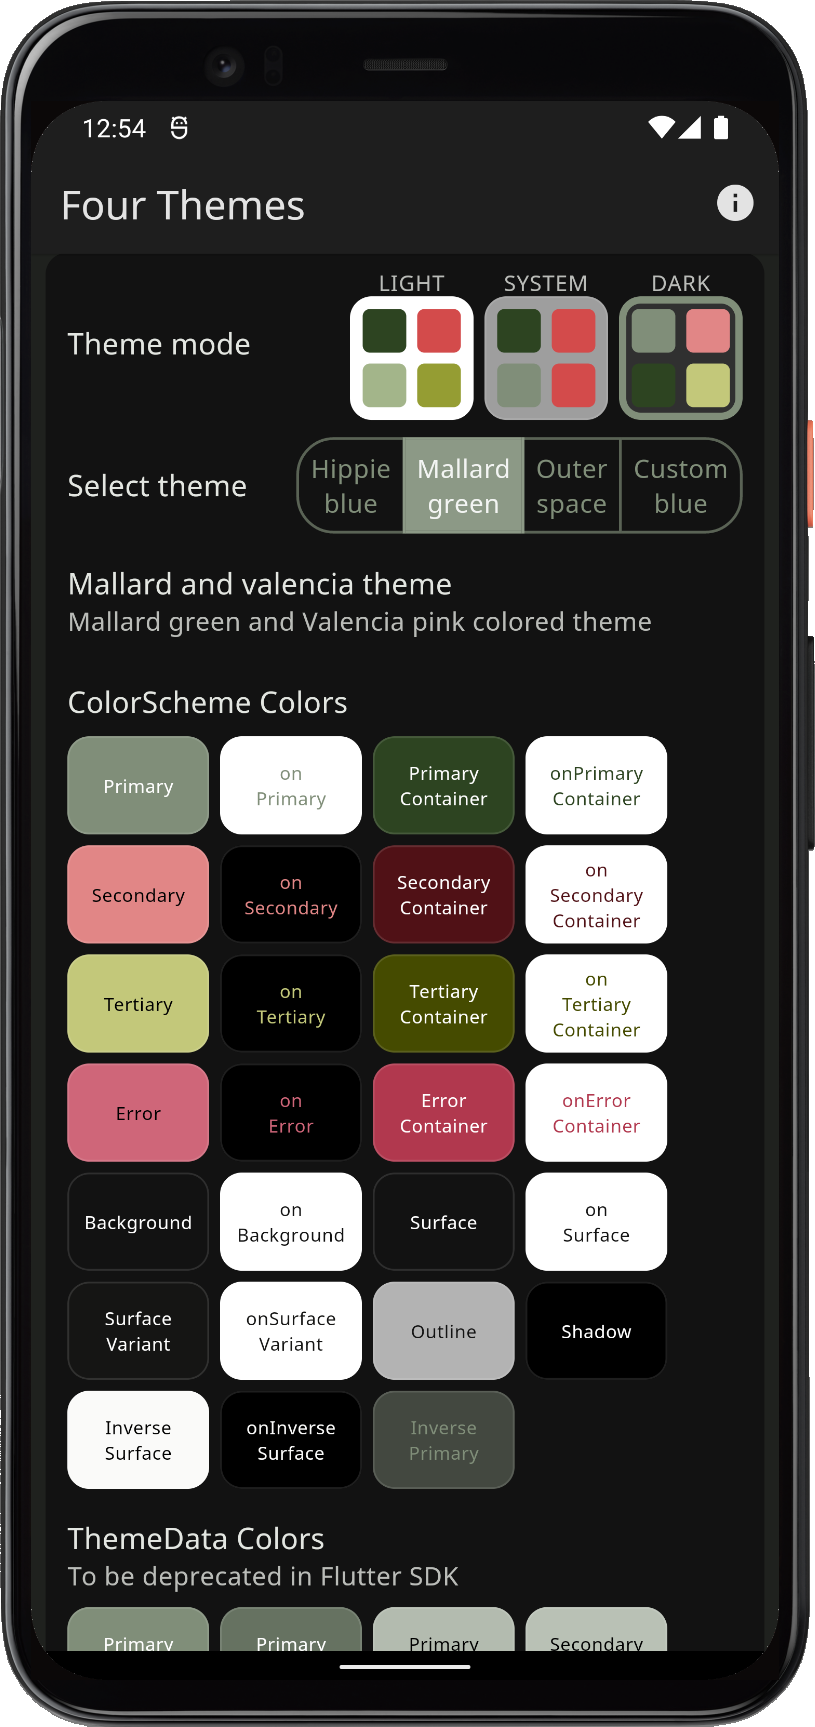 12:54
Four Themes
LIGHT
SYSTEM
DARK
Theme mode
Select theme
Hippie
blue
Mallard
green
Outer
space
Custom
blue
Mallard and valencia theme
Mallard green and Valencia pink colored theme
ColorScheme Colors
Primary
on
Primary
Primary
Container
onPrimary
Container
Secondary
on
Secondary
Secondary
Container
on
Secondary
Container
Tertiary
on
Tertiary
Tertiary
Container
on
Tertiary
Container
Error
on
Error
Error
Container
onError
Container
Background
on
Background
Surface
on
Surface
Surface
Variant
onSurface
Variant
Outline
Shadow
Inverse
Surface
onInverse
Surface
Inverse
Primary
ThemeData Colors
To be deprecated in Flutter SDK
Primary
Primary
Primary
Secondary